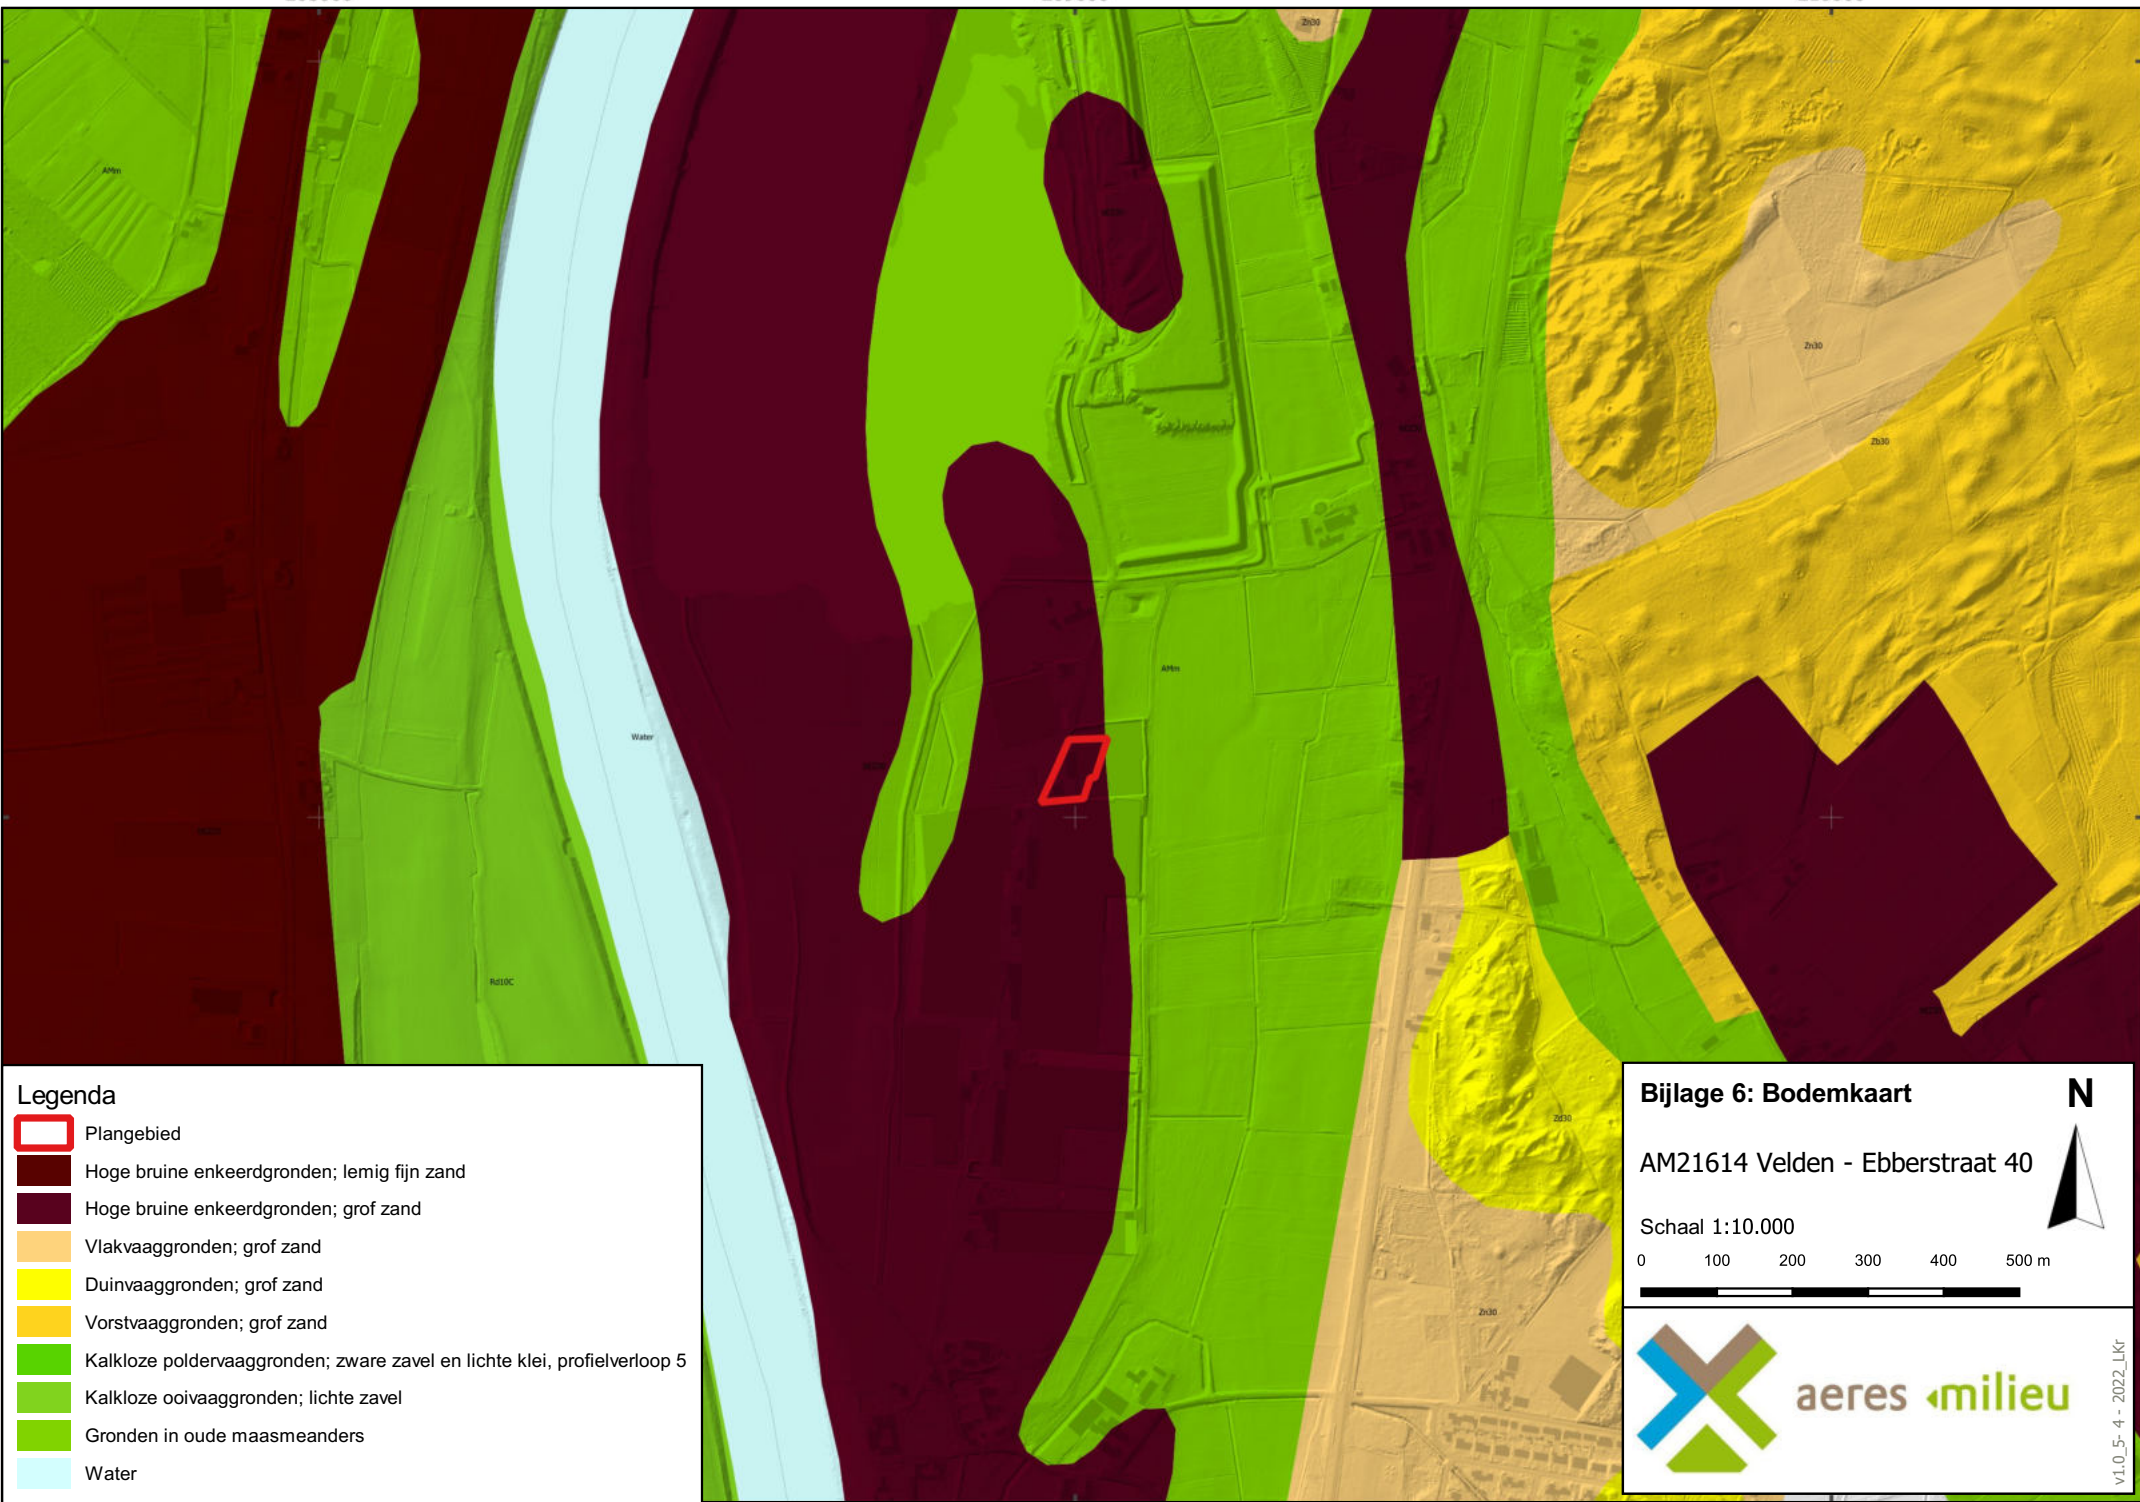 Zn30
AMm
Zn30
Zb30
AMm
Water
Rd10C
Zd30
Zn30
Legenda
Plangebied
Hoge bruine enkeerdgronden; lemig fijn zand
Hoge bruine enkeerdgronden; grof zand
Vlakvaaggronden; grof zand
Duinvaaggronden; grof zand
Vorstvaaggronden; grof zand
Kalkloze poldervaaggronden; zware zavel en lichte klei, profielverloop 5
Kalkloze ooivaaggronden; lichte zavel
Gronden in oude maasmeanders
Water
Bijlage 6: Bodemkaart
N
AM21614 Velden - Ebberstraat 40
Schaal 1:10.000
0 100 200 300 400 500 m
aeres milieu
v1.0_5- 4 - 2022_LKr